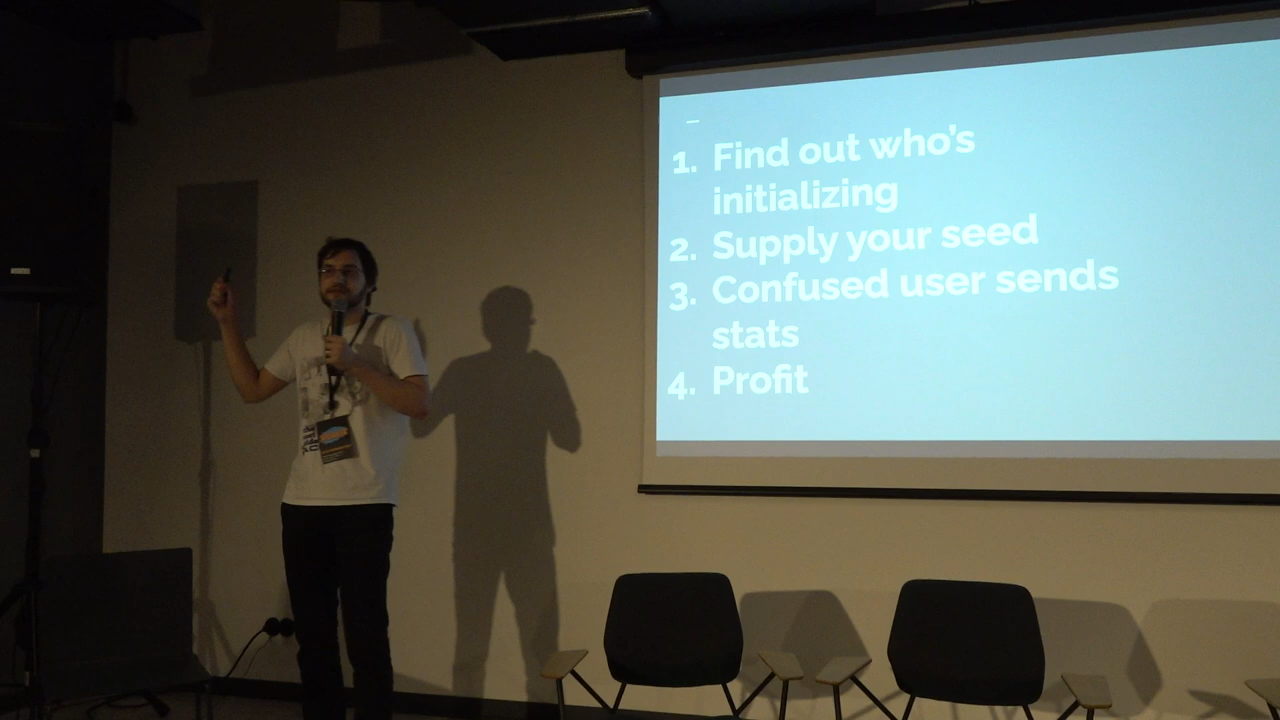 1. Find out who's
initializing
2. Supply your seed
3. Confused user sends
stats
4. Profit